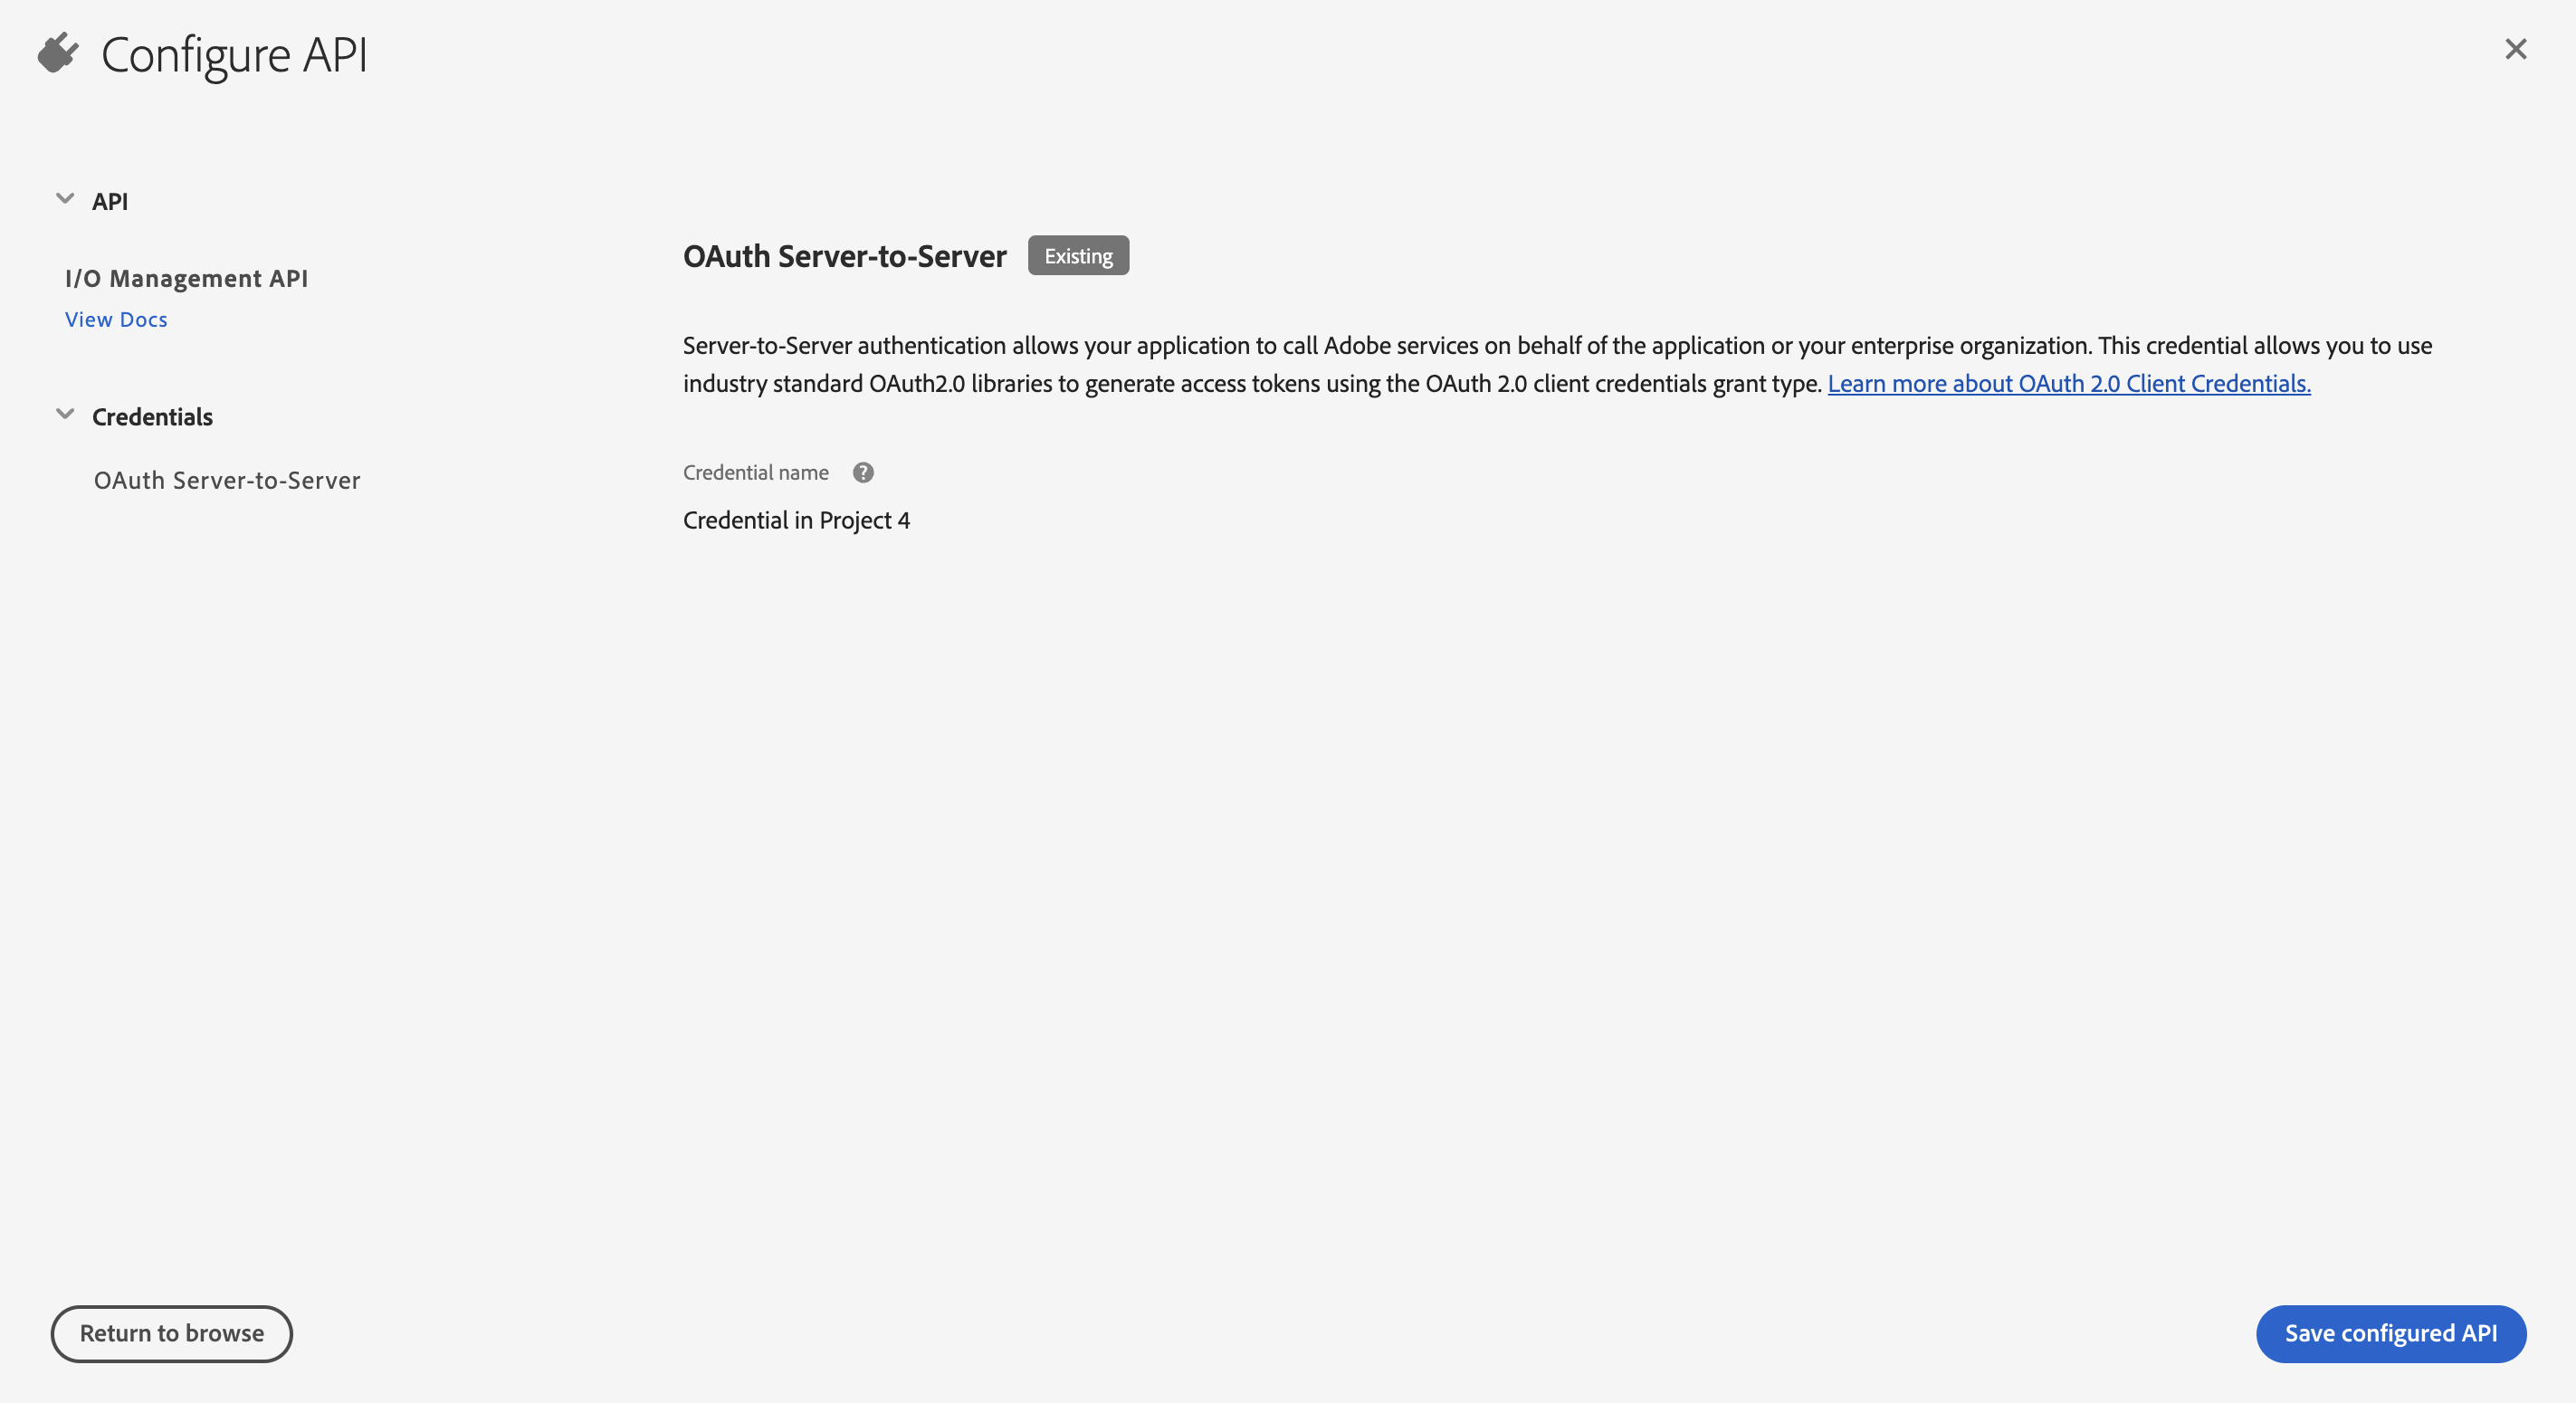 Configure API
API
I/O Management API
View Docs
Credentials
OAuth Server-to-Server
OAuth Server-to-Server
Existing
Server-to-Server authentication allows your application to call Adobe services on behalf of the application or your enterprise organization. This credential allows you to use
industry standard OAuth2.0 libraries to generate access tokens using the OAuth 2.0 client credentials grant type. Learn more about OAuth 2.0 Client Credentials.
Credential name
Credential in Project 4
Return to browse
Save configured API